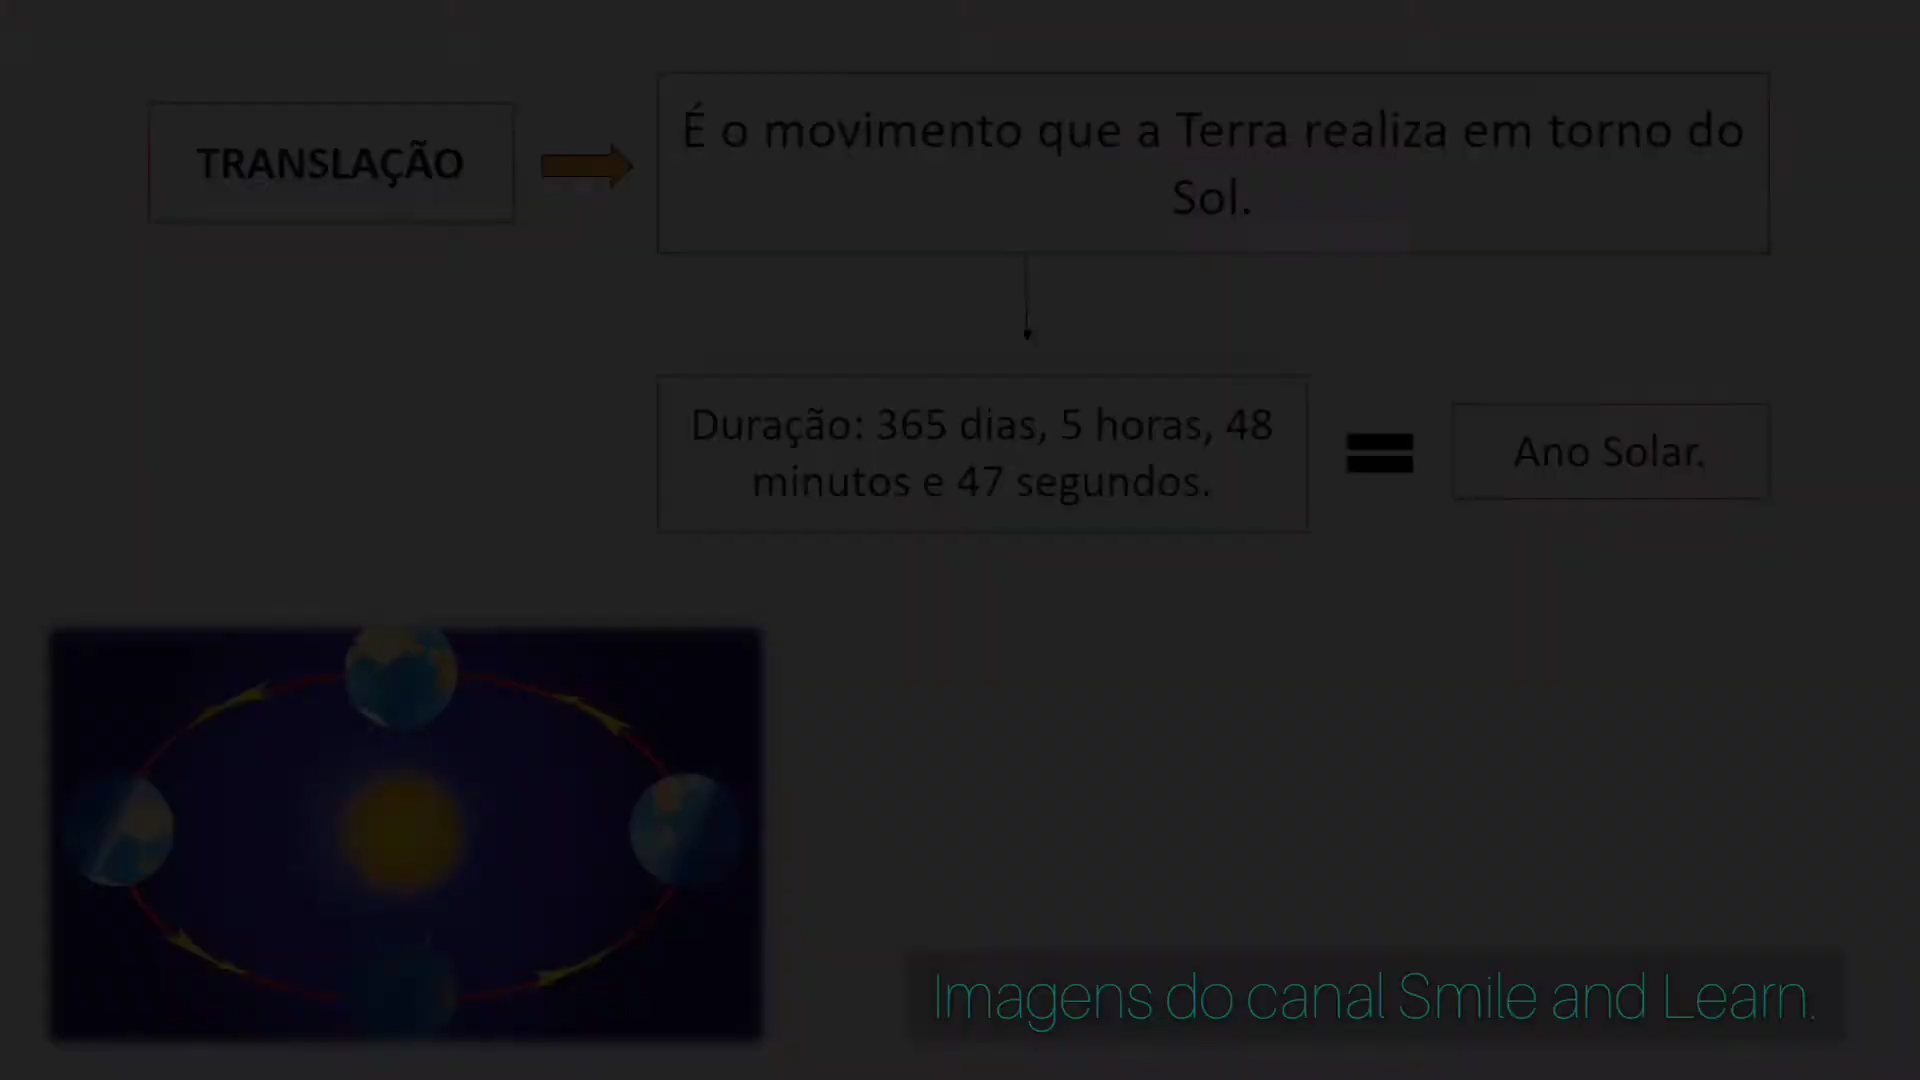 TRANSLAÇÃO
É o movimento que a Terra realiza em torno do
Sol.
Duração: 365 dias, 5 horas, 48
minutos e 47 segundos.
Ano Solar.
Imagens do canal Smile and Learn.